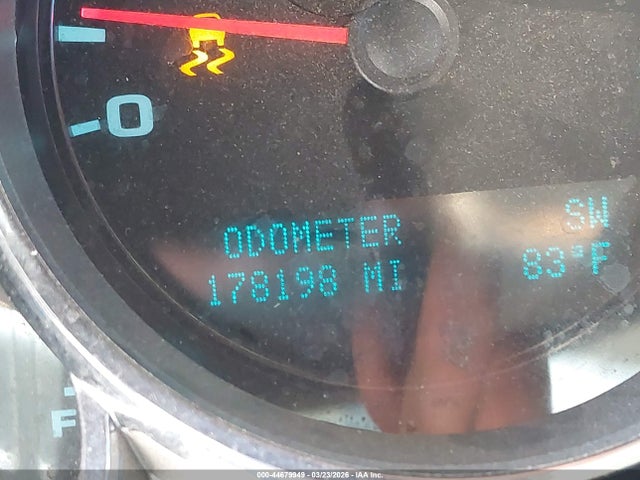 0
ODOMETER
178198 MI
SW
83°F
F
000-44679949 - 03/23/2026 - IAA Inc.